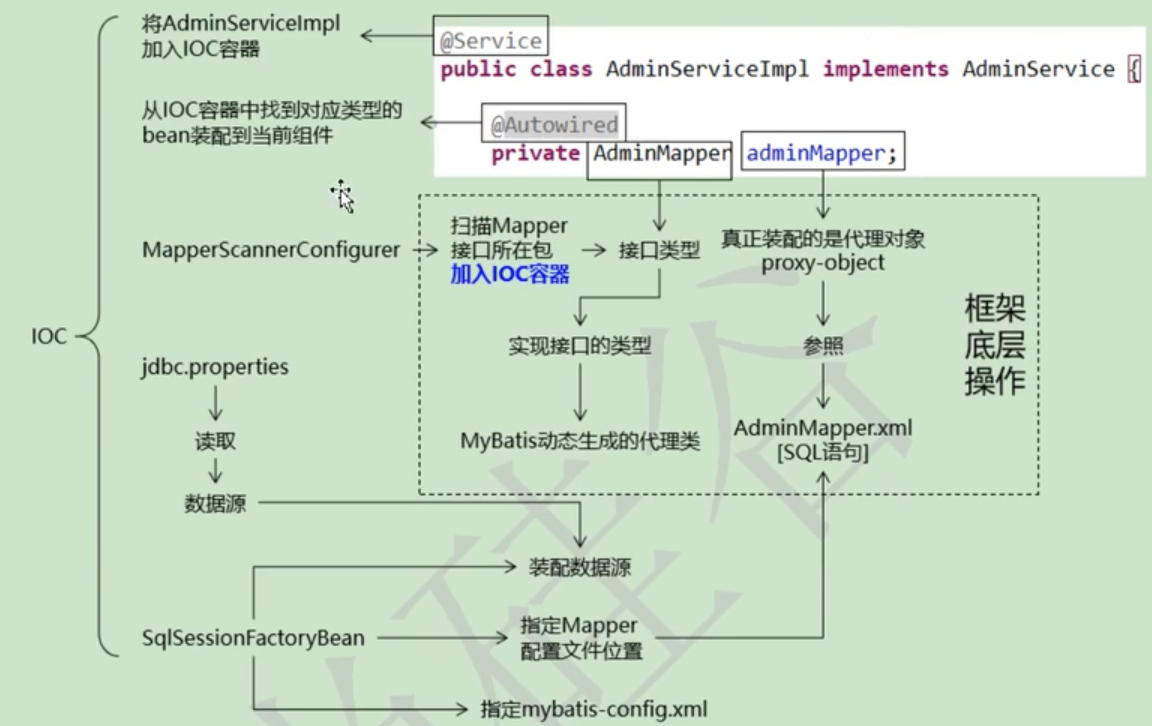 将AdminServiceImpl
加入IOC容器
@Service
public class AdminServiceImpl implements AdminService {
从IOC容器中找到对应类型的
bean装配到当前组件
@Autowired
private AdminMapper adminMapper;
MapperScannerConfigurer
扫描Mapper
接口所在包
加入IOC容器
接口类型
真正装配的是代理对象
proxy-object
框架
底层
操作
IOC
实现接口的类型
参照
jdbc.properties
读取
MyBatis动态生成的代理类
AdminMapper.xml
[SQL语句]
数据源
装配数据源
SqlSessionFactoryBean
指定Mapper
配置文件位置
指定mybatis-config.xml